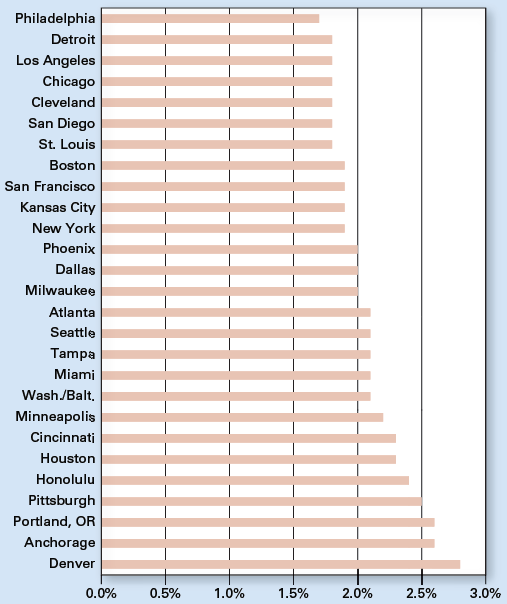 Philadelphia
Detroit
Los Angeles
Chicago
Cleveland
San Diego
St. Louis
Boston
San Francisco
Kansas City
New York
Phoenix
Dallas
Milwaukee
Atlanta
Seattle
Tampa
Miami
Wash./Balt.
Minneapolis
Cincinnati
Houston
Honolulu
Pittsburgh
Portland, OR
Anchorage
Denver
0.0% 0.5% 1.0% 1.5% 2.0% 2.5% 3.0%